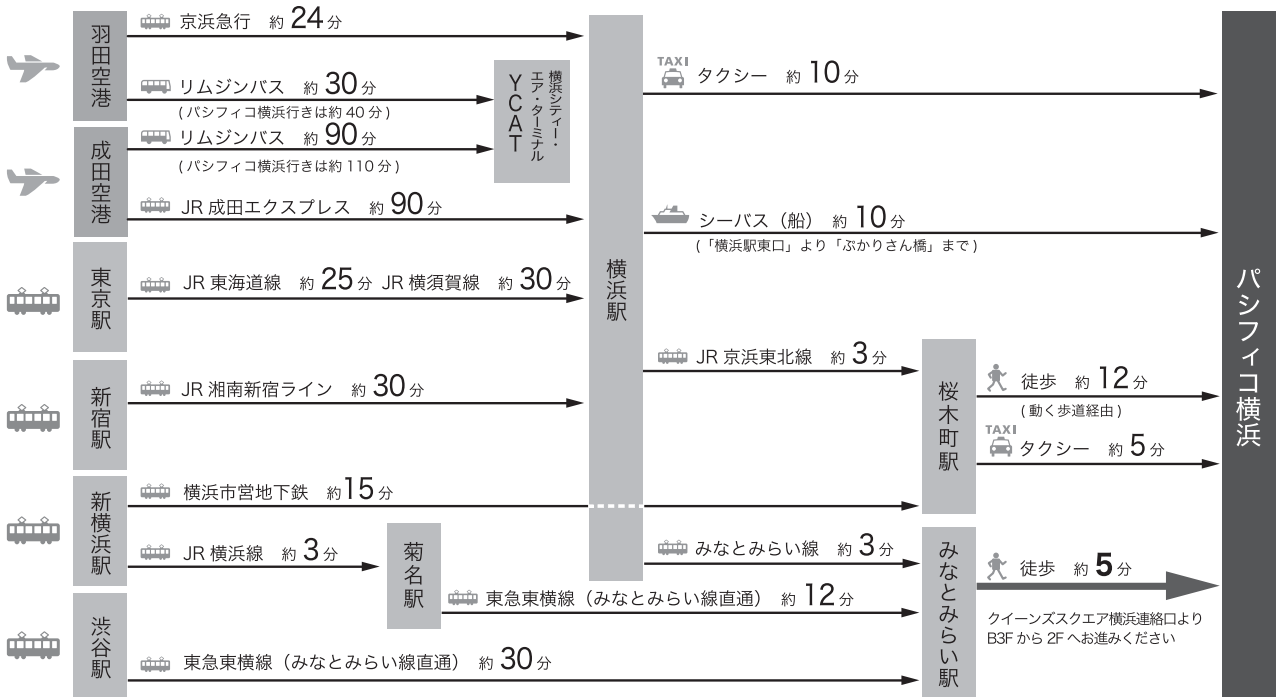 羽田空港
京浜急行 約24分
リムジンバス 約30分
(パシフィコ横浜行きは約40分)
成田空港
リムジンバス 約90分
(パシフィコ横浜行きは約110分)
JR成田エクスプレス 約90分
横浜シティー・
エア・ターミナル
YCAT
東京駅
JR東海道線 約25分 JR横須賀線 約30分
新宿駅
JR湘南新宿ライン 約30分
新横浜駅
横浜市営地下鉄 約15分
JR横浜線 約3分
菊名駅
東急東横線(みなとみらい線直通) 約12分
渋谷駅
東急東横線(みなとみらい線直通) 約30分
横浜駅
TAXI
タクシー 約10分
シーバス(船) 約10分
(「横浜駅東口」より「ぷかりさん橋」まで)
JR京浜東北線 約3分
みなとみらい線 約3分
桜木町駅
徒歩 約12分
(動く歩道経由)
TAXI
タクシー 約5分
みなとみらい駅
徒歩 約5分
クイーンズスクエア横浜連絡口より
B3Fから2Fへお進みください
パシフィコ横浜